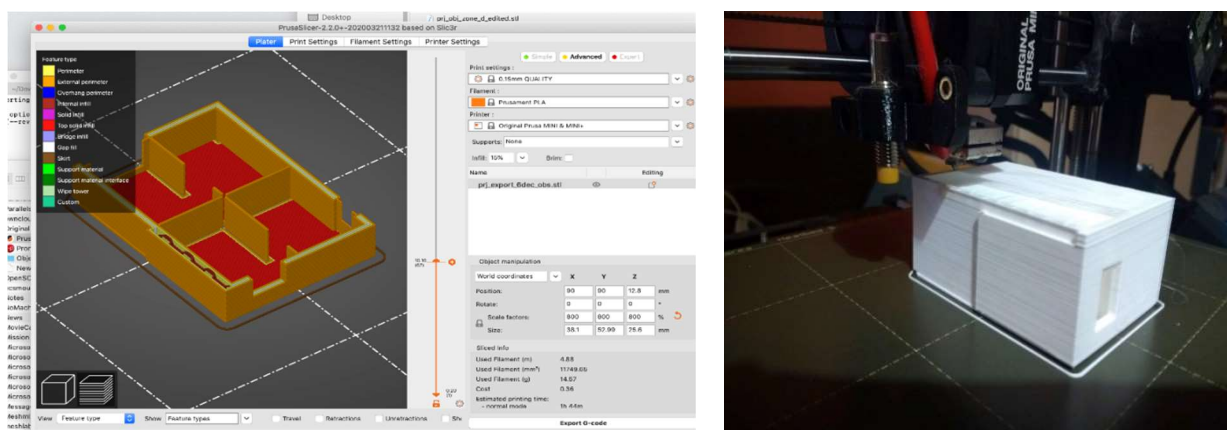 Desktop
prj_obj_zone_d_edited.stl
PrusaSlicer-2.2.0+-202003211132 based on Slic3r
Plater Print Settings Filament Settings Printer Settings
Simple Advanced Expert
Feature type
Perimeter
External perimeter
Overhang perimeter
Internal infill
Solid infill
Top solid infill
Bridge infill
Gap fill
Skirt
Support material
Support material interface
Wipe tower
Custom
Print settings :
0.15mm QUALITY
Filament :
Prusament PLA
Printer :
Original Prusa MINI & MINI+
Supports: None
Infill: 15% Brim:
Name Editing
prj_export_6dec_obs.stl
Object manipulation
World coordinates X Y Z
Position: 90 90 12.8 mm
Rotate: 0 0 0 °
Scale factors: 800 800 800 %
Size: 38.1 52.99 25.6 mm
Sliced Info
Used Filament (m) 4.88
Used Filament (mm³) 11749.65
Used Filament (g) 14.57
Cost 0.36
Estimated printing time:
- normal mode 1h 44m
View Feature type Show Feature types Travel Retractions Unretractions
Export G-code
ORIGINAL
PRUSA MINI